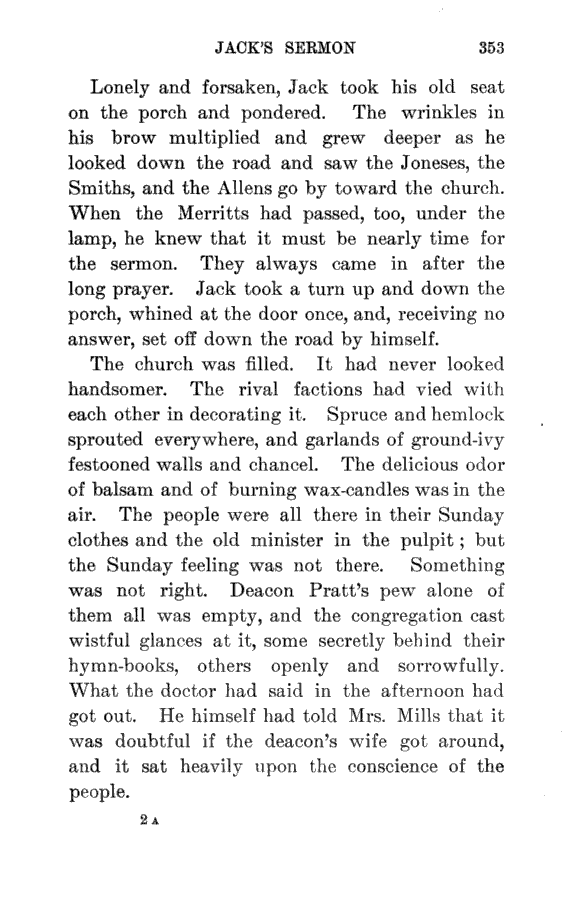 JACK'S SERMON 353
Lonely and forsaken, Jack took his old seat
on the porch and pondered. The wrinkles in
his brow multiplied and grew deeper as he
looked down the road and saw the Joneses, the
Smiths, and the Allens go by toward the church.
When the Merritts had passed, too, under the
lamp, he knew that it must be nearly time for
the sermon. They always came in after the
long prayer. Jack took a turn up and down the
porch, whined at the door once, and, receiving no
answer, set off down the road by himself.
The church was filled. It had never looked
handsomer. The rival factions had vied with
each other in decorating it. Spruce and hemlock
sprouted everywhere, and garlands of ground-ivy
festooned walls and chancel. The delicious odor
of balsam and of burning wax-candles was in the
air. The people were all there in their Sunday
clothes and the old minister in the pulpit ; but
the Sunday feeling was not there. Something
was not right. Deacon Pratt's pew alone of
them all was empty, and the congregation cast
wistful glances at it, some secretly behind their
hymn-books, others openly and sorrowfully.
What the doctor had said in the afternoon had
got out. He himself had told Mrs. Mills that it
was doubtful if the deacon's wife got around,
and it sat heavily upon the conscience of the
people.
2 A